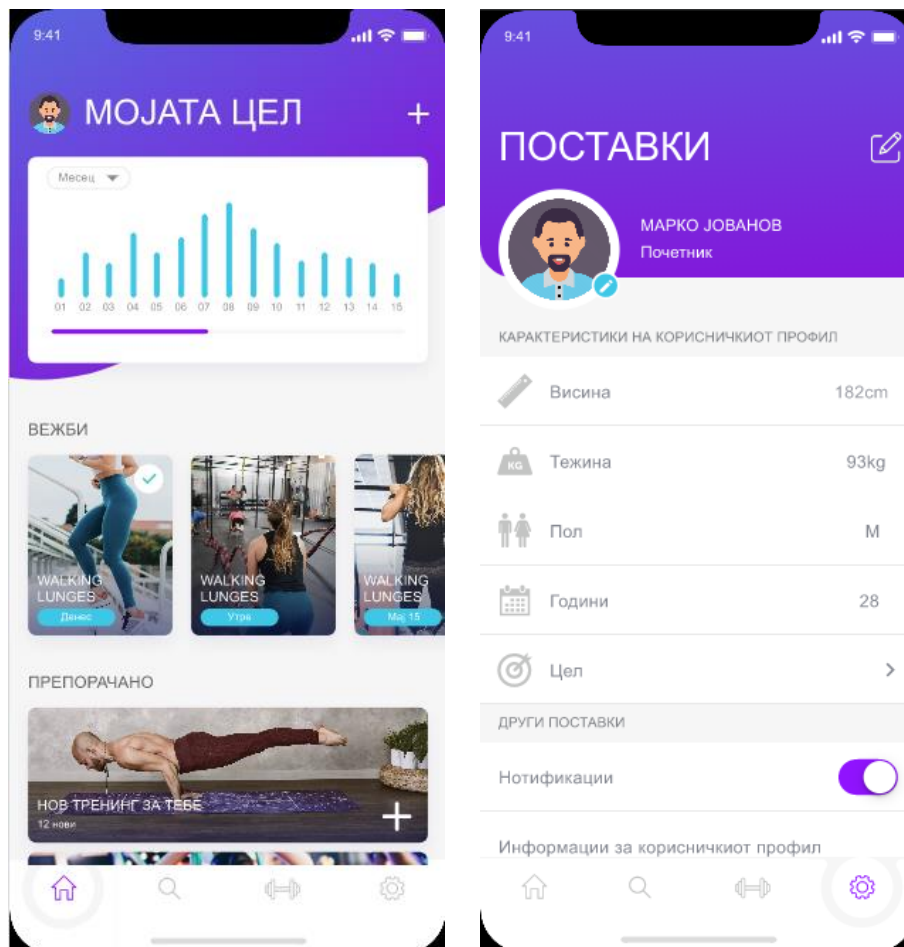 9:41
МОЈАТА ЦЕЛ
+
Месец
01 02 03 04 05 06 07 08 09 10 11 12 13 14 15
ВЕЖБИ
WALKING
LUNGES
Денес
WALKING
LUNGES
Утре
WALKING
LUNGES
Мај 15
ПРЕПОРАЧАНО
НОВ ТРЕНИНГ ЗА ТЕБЕ
12 нови
9:41
ПОСТАВКИ
МАРКО ЈОВАНОВ
Почетник
КАРАКТЕРИСТИКИ НА КОРИСНИЧКИОТ ПРОФИЛ
Висина 182cm
KG Тежина 93kg
Пол М
Години 28
Цел
ДРУГИ ПОСТАВКИ
Нотификации
Информации за корисничкиот профил